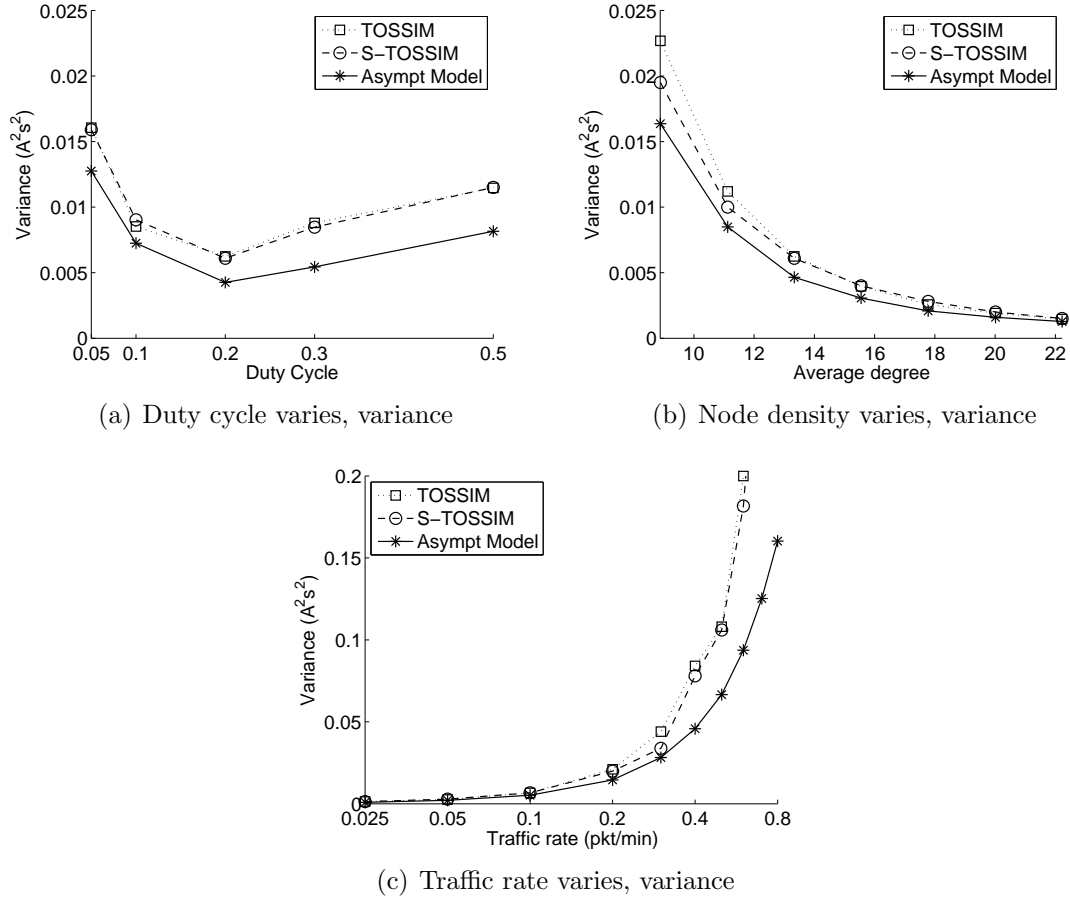 0.025
0.02
0.015
0.01
0.005
0
Variance (A²s²)
TOSSIM
S−TOSSIM
Asympt Model
0.05 0.1 0.2 0.3 0.5
Duty Cycle
(a) Duty cycle varies, variance
0.025
0.02
0.015
0.01
0.005
0
Variance (A²s²)
TOSSIM
S−TOSSIM
Asympt Model
10 12 14 16 18 20 22
Average degree
(b) Node density varies, variance
0.2
0.15
0.1
0.05
0
Variance (A²s²)
TOSSIM
S−TOSSIM
Asympt Model
0.025 0.05 0.1 0.2 0.4 0.8
Traffic rate (pkt/min)
(c) Traffic rate varies, variance